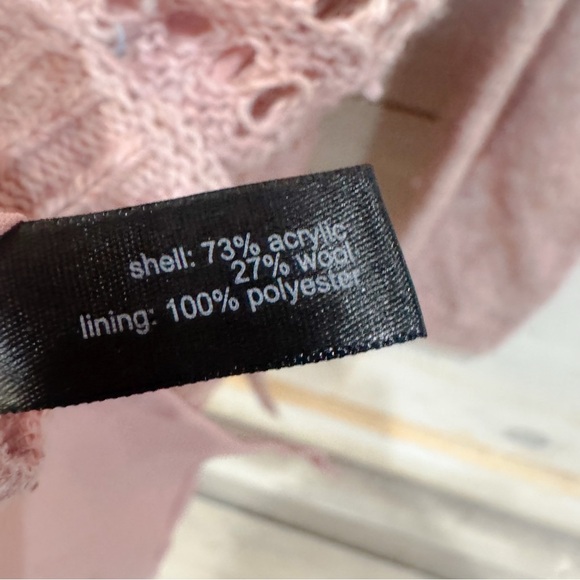 shell: 73% acrylic
27% wool
lining: 100% polyester